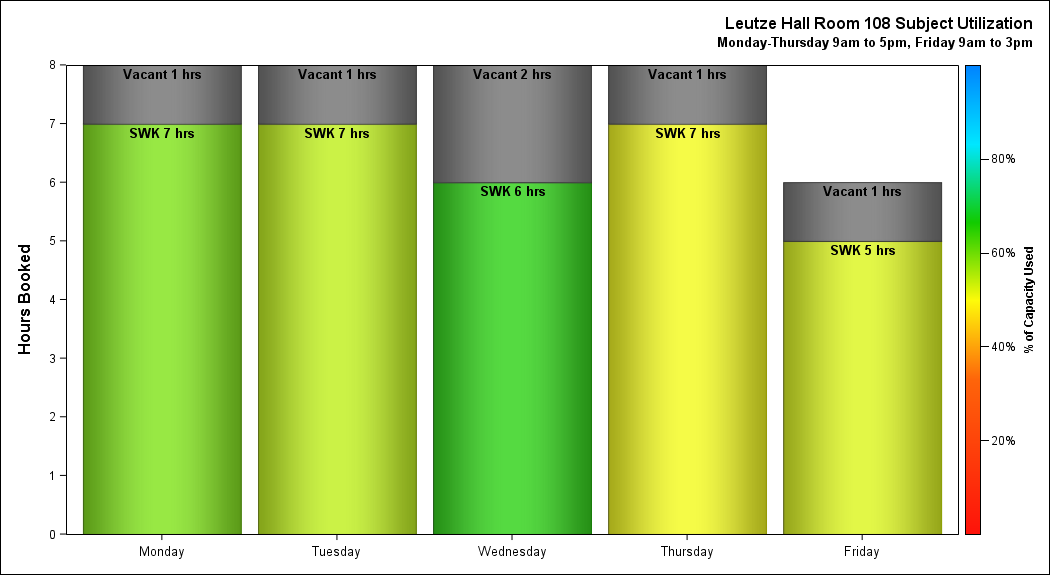 Leutze Hall Room 108 Subject Utilization
Monday-Thursday 9am to 5pm, Friday 9am to 3pm
Hours Booked
8
7
6
5
4
3
2
1
0
Vacant 1 hrs
SWK 7 hrs
Vacant 1 hrs
SWK 7 hrs
Vacant 2 hrs
SWK 6 hrs
Vacant 1 hrs
SWK 7 hrs
Vacant 1 hrs
SWK 5 hrs
Monday
Tuesday
Wednesday
Thursday
Friday
80%
60%
40%
20%
% of Capacity Used